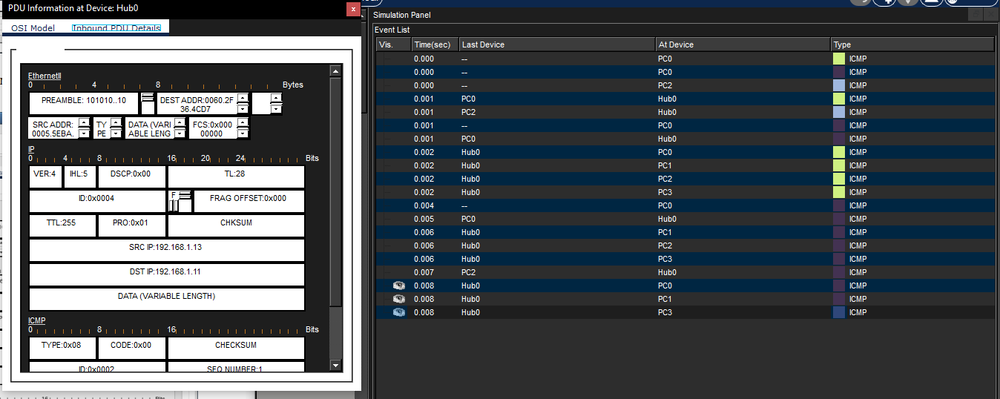 PDU Information at Device: Hub0
x
OSI Model Inbound PDU Details
EthernetII
0 4 8 Bytes
PREAMBLE: 101010..10 DEST ADDR:0060.2F
36.4CD7
SRC ADDR: TY DATA (VARI FCS:0x000
0005.5EBA. PE ABLE LENG 00000
IP
0 4 8 16 20 24 Bits
VER:4 IHL:5 DSCP:0x00 TL:28
ID:0x0004 F FRAG OFFSET:0x000
TTL:255 PRO:0x01 CHKSUM
SRC IP:192.168.1.13
DST IP:192.168.1.11
DATA (VARIABLE LENGTH)
ICMP
0 8 16 Bits
TYPE:0x08 CODE:0x00 CHECKSUM
ID:0x0002 SEQ NUMBER:1
16 Bits
Simulation Panel
Event List
Vis. Time(sec) Last Device At Device Type
0.000 -- PC0 ICMP
0.000 -- PC0 ICMP
0.000 -- PC2 ICMP
0.001 PC0 Hub0 ICMP
0.001 PC2 Hub0 ICMP
0.001 -- PC0 ICMP
0.001 PC0 Hub0 ICMP
0.002 Hub0 PC0 ICMP
0.002 Hub0 PC1 ICMP
0.002 Hub0 PC2 ICMP
0.002 Hub0 PC3 ICMP
0.004 -- PC0 ICMP
0.005 PC0 Hub0 ICMP
0.006 Hub0 PC1 ICMP
0.006 Hub0 PC2 ICMP
0.006 Hub0 PC3 ICMP
0.007 PC2 Hub0 ICMP
0.008 Hub0 PC0 ICMP
0.008 Hub0 PC1 ICMP
0.008 Hub0 PC3 ICMP